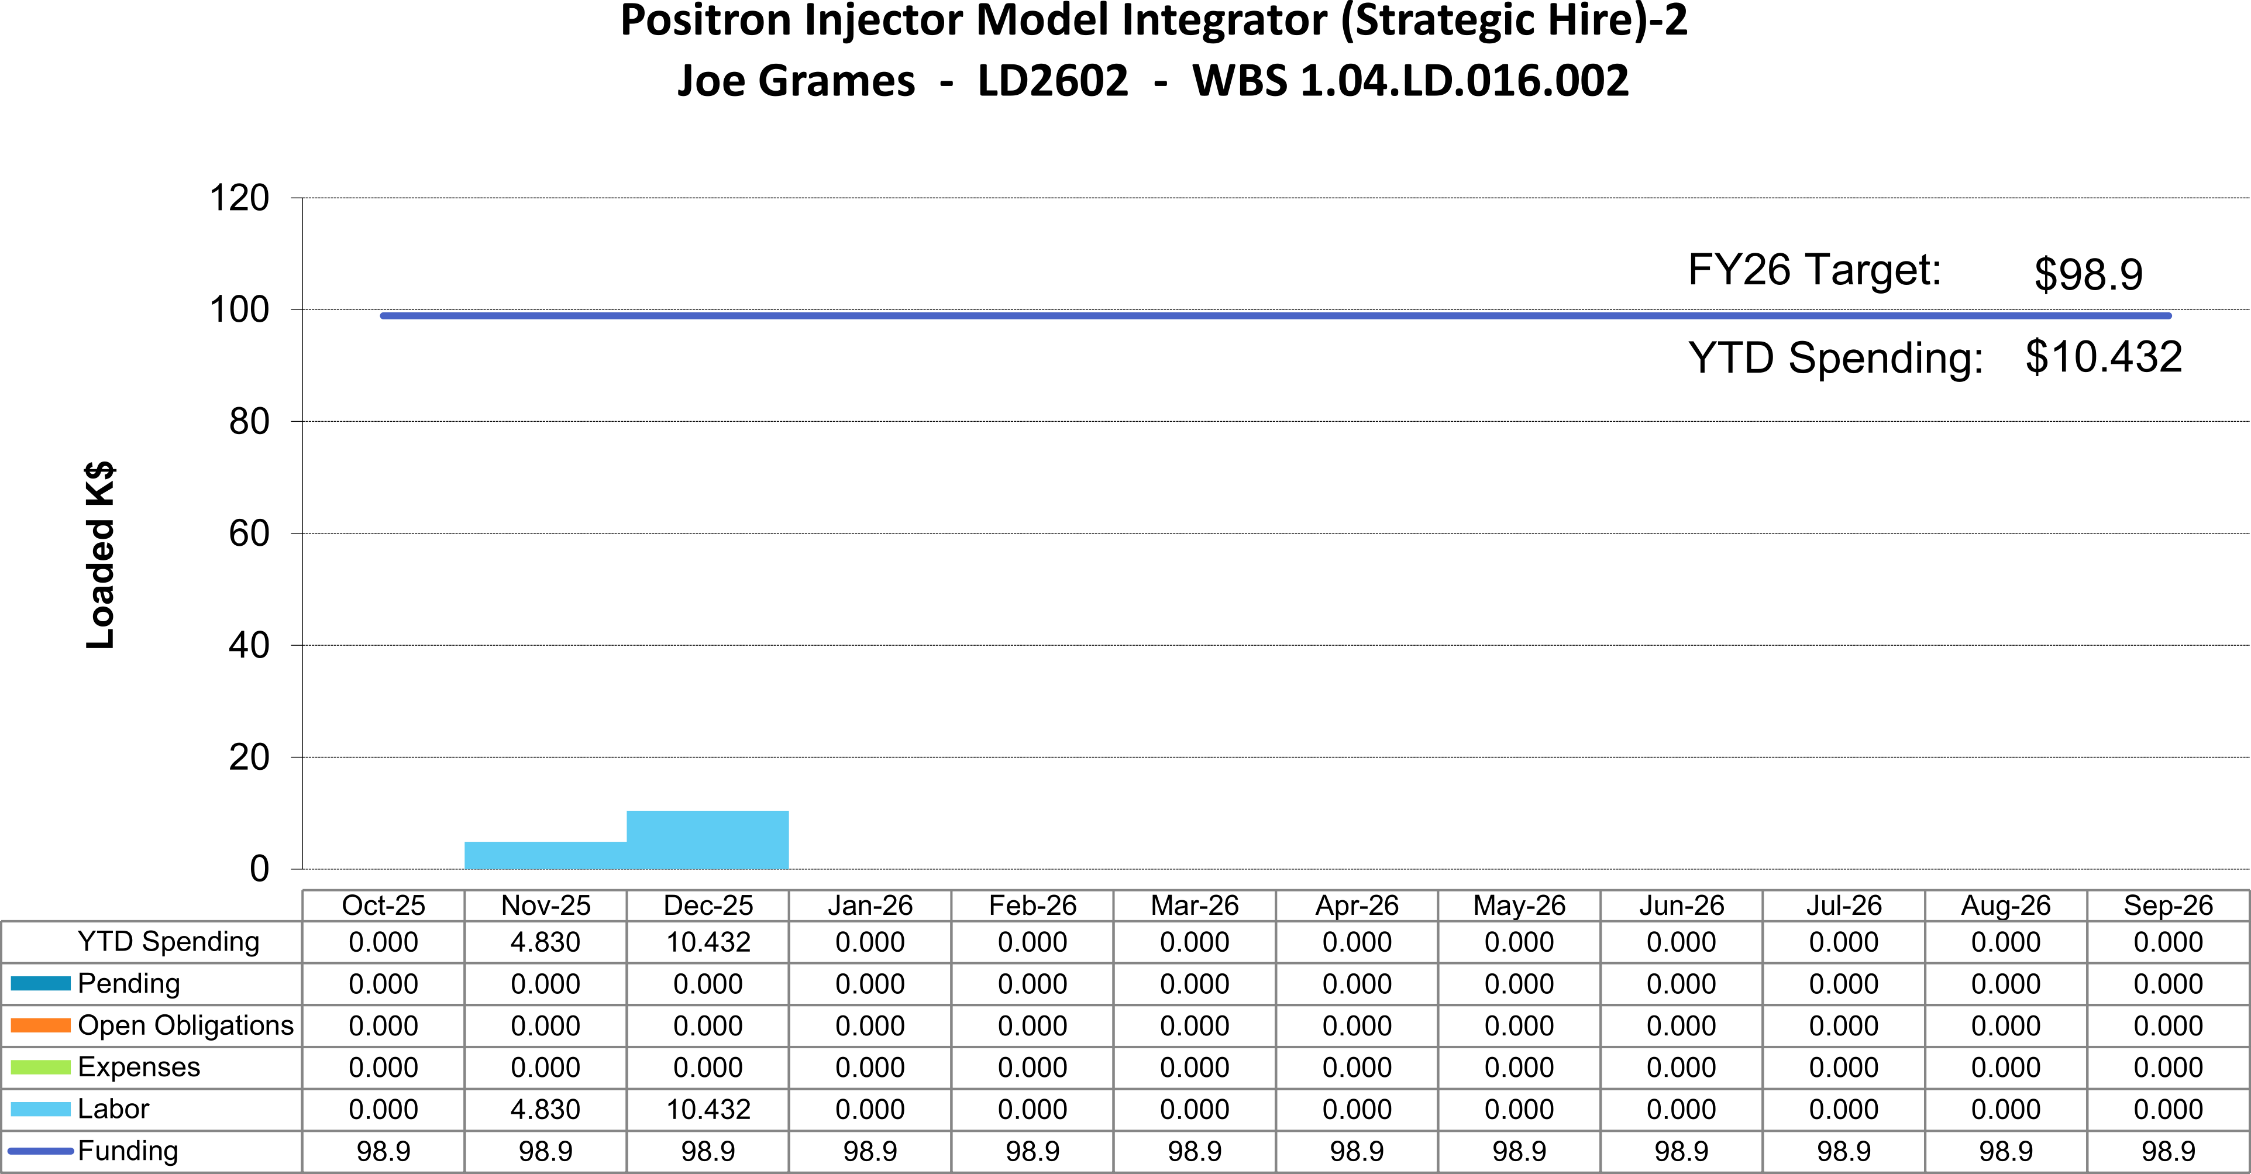 Positron Injector Model Integrator (Strategic Hire)-2
Joe Grames  -  LD2602  -  WBS 1.04.LD.016.002
120
FY26 Target: $98.9
100
YTD Spending: $10.432
80
Loaded K$
60
40
20
0
Oct-25 Nov-25 Dec-25 Jan-26 Feb-26 Mar-26 Apr-26 May-26 Jun-26 Jul-26 Aug-26 Sep-26
YTD Spending 0.000 4.830 10.432 0.000 0.000 0.000 0.000 0.000 0.000 0.000 0.000 0.000
Pending 0.000 0.000 0.000 0.000 0.000 0.000 0.000 0.000 0.000 0.000 0.000 0.000
Open Obligations 0.000 0.000 0.000 0.000 0.000 0.000 0.000 0.000 0.000 0.000 0.000 0.000
Expenses 0.000 0.000 0.000 0.000 0.000 0.000 0.000 0.000 0.000 0.000 0.000 0.000
Labor 0.000 4.830 10.432 0.000 0.000 0.000 0.000 0.000 0.000 0.000 0.000 0.000
Funding 98.9 98.9 98.9 98.9 98.9 98.9 98.9 98.9 98.9 98.9 98.9 98.9